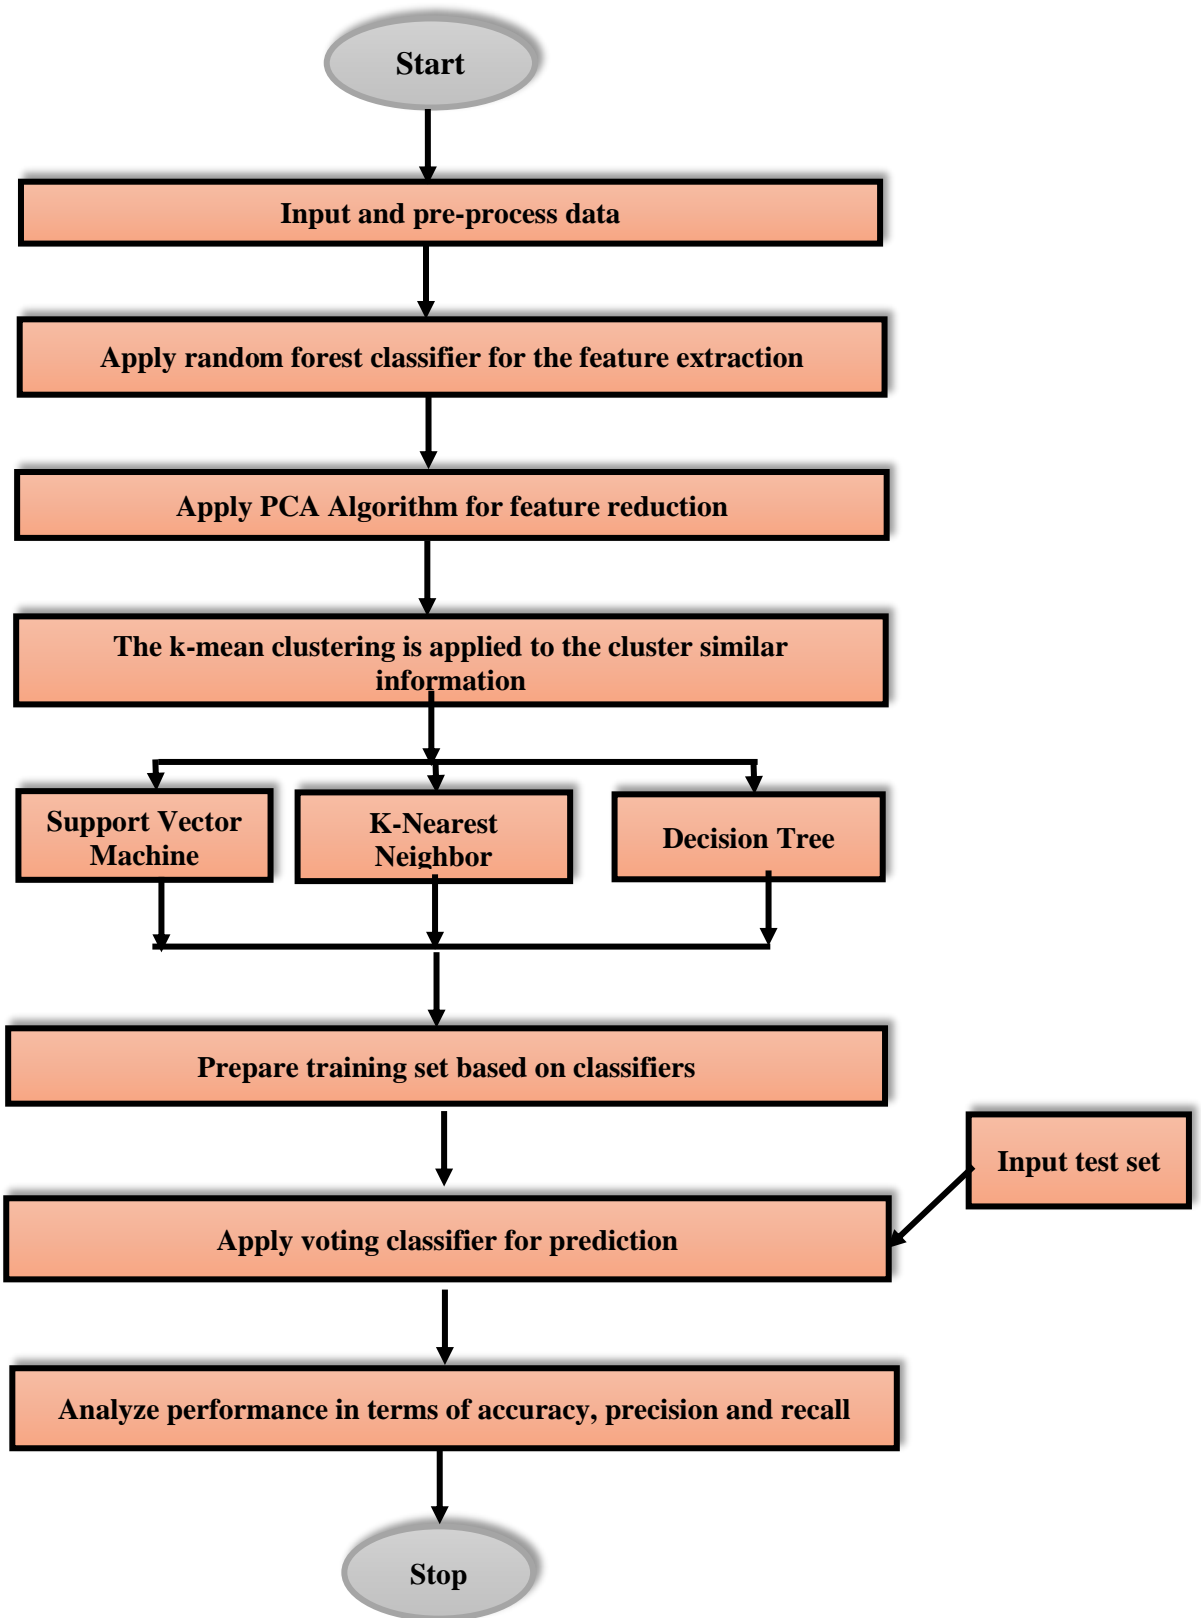 Start
Input and pre-process data
Apply random forest classifier for the feature extraction
Apply PCA Algorithm for feature reduction
The k-mean clustering is applied to the cluster similar
information
Support Vector
Machine
K-Nearest
Neighbor
Decision Tree
Prepare training set based on classifiers
Input test set
Apply voting classifier for prediction
Analyze performance in terms of accuracy, precision and recall
Stop